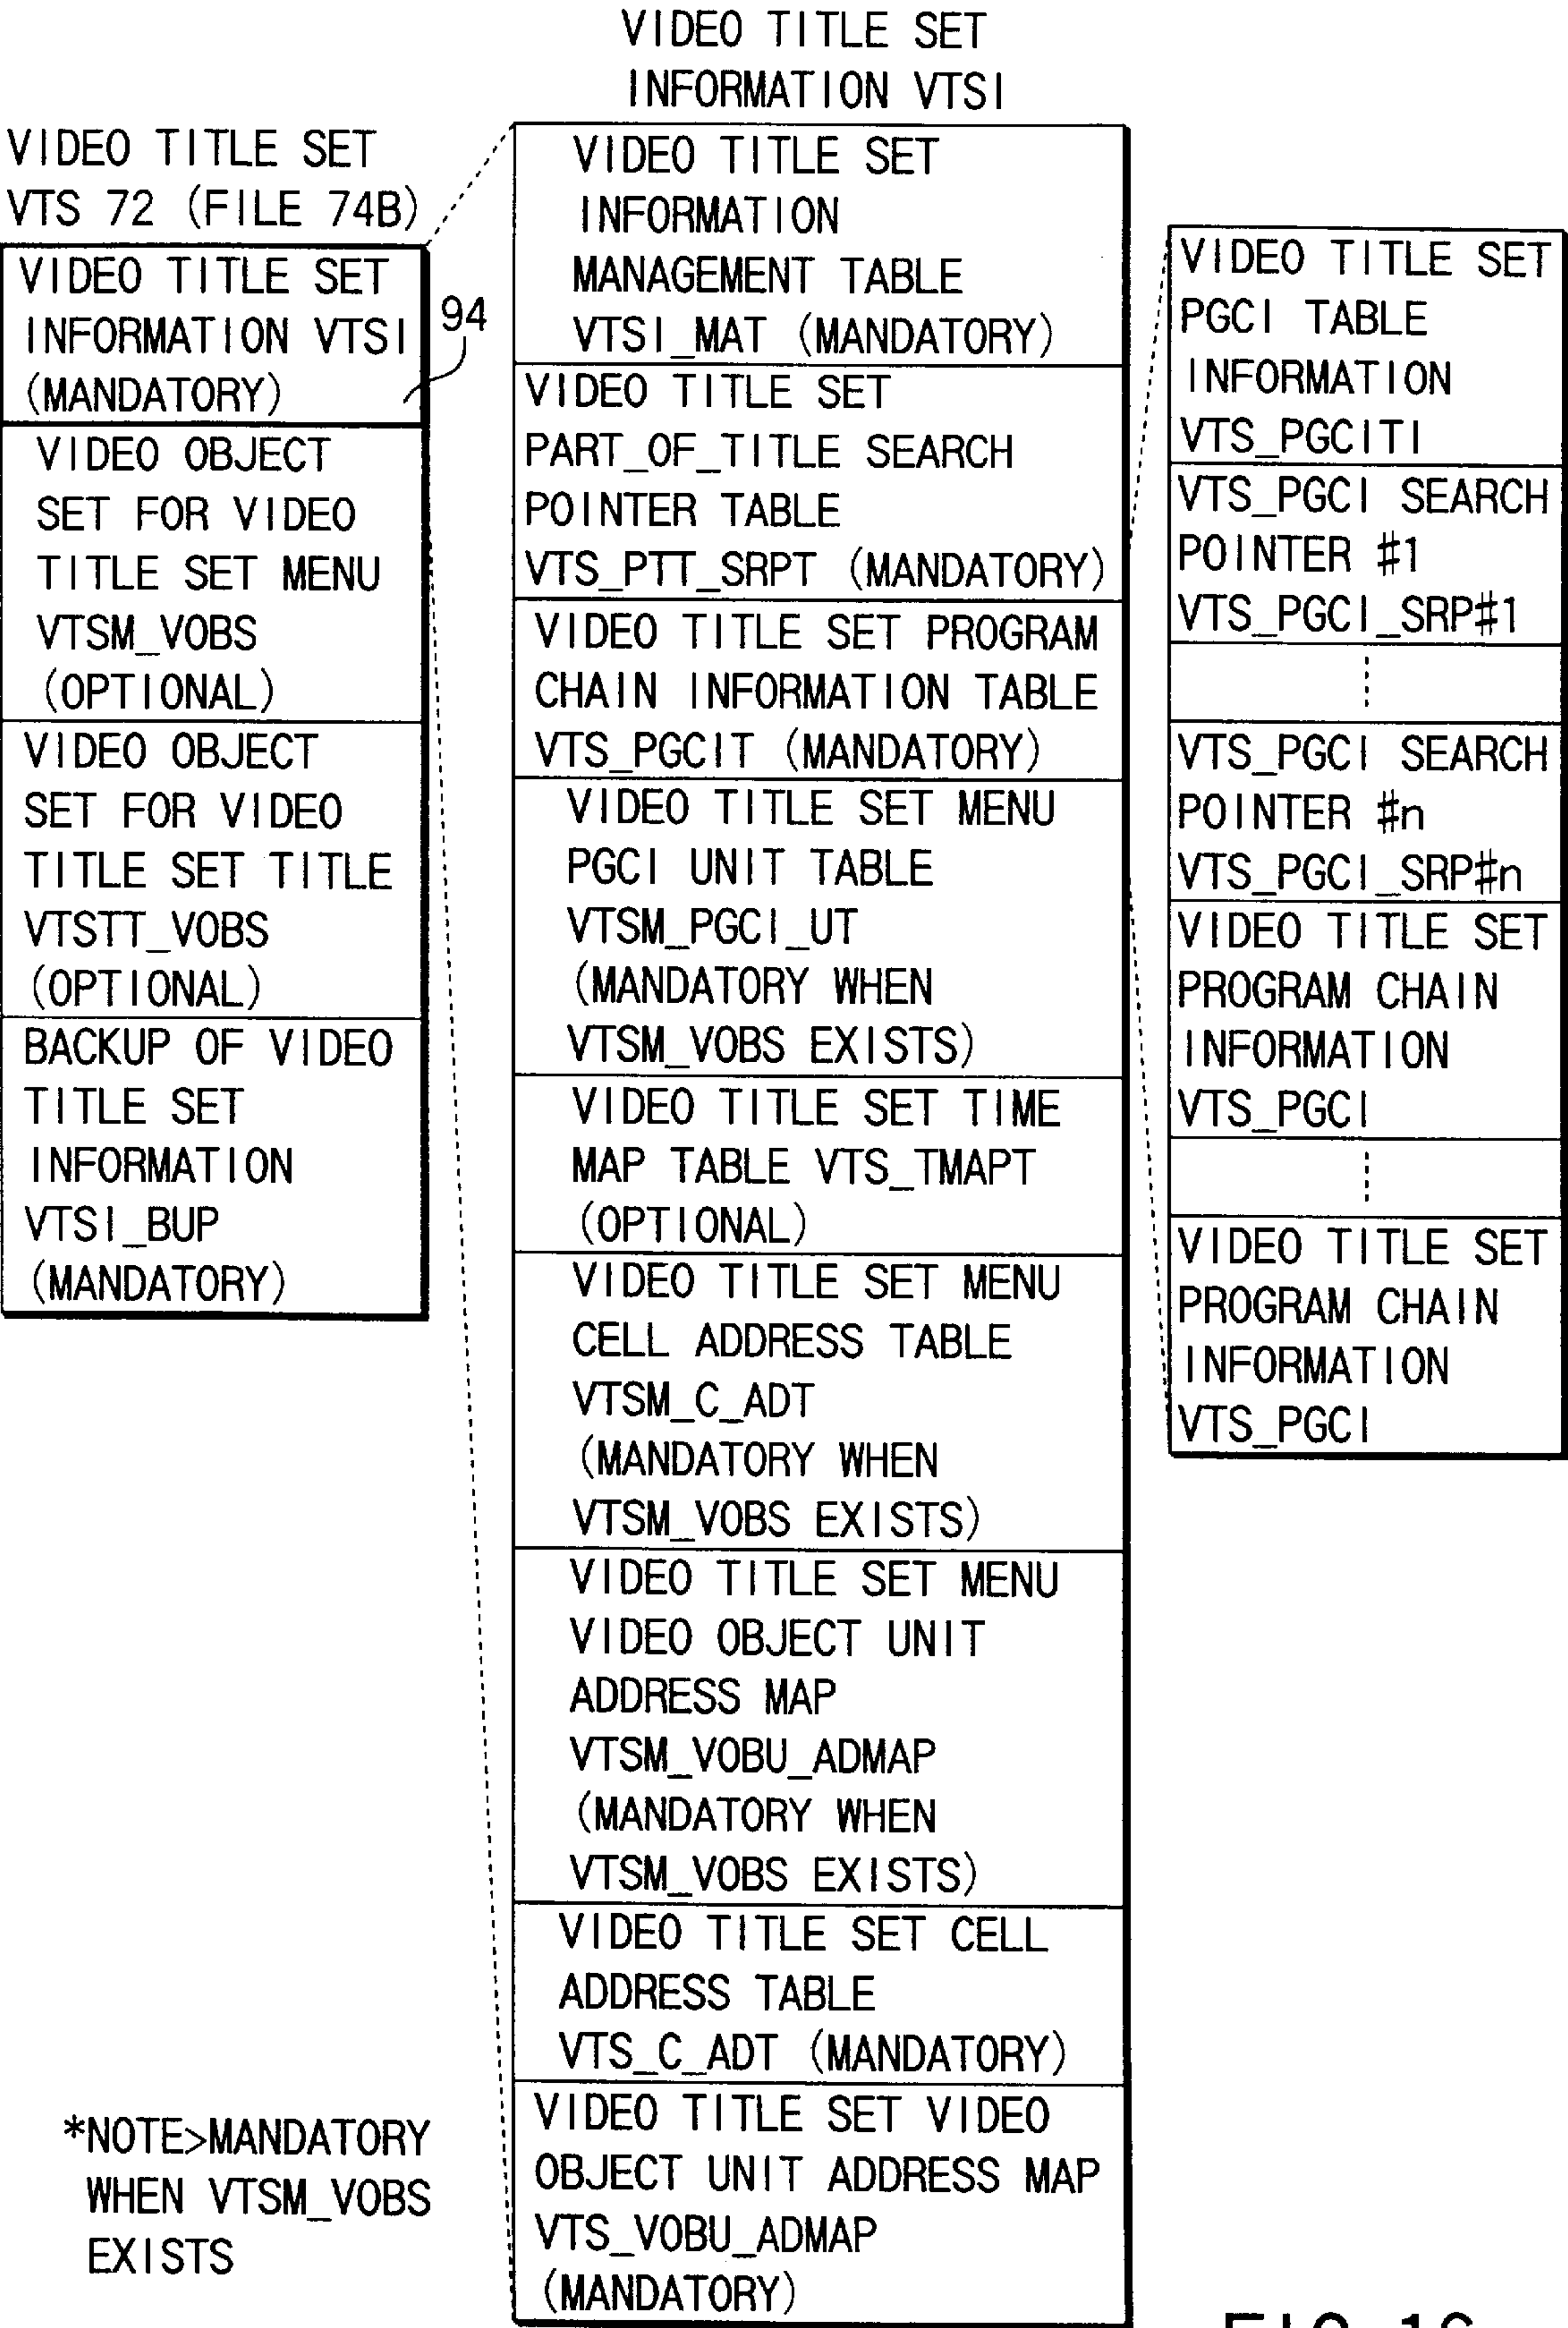 VIDEO TITLE SET
INFORMATION VTSI
VIDEO TITLE SET
VTS 72 (FILE 74B)
VIDEO TITLE SET
INFORMATION VTSI
(MANDATORY)
94
VIDEO OBJECT
SET FOR VIDEO
TITLE SET MENU
VTSM_VOBS
(OPTIONAL)
VIDEO OBJECT
SET FOR VIDEO
TITLE SET TITLE
VTSTT_VOBS
(OPTIONAL)
BACKUP OF VIDEO
TITLE SET
INFORMATION
VTSI_BUP
(MANDATORY)
VIDEO TITLE SET
INFORMATION
MANAGEMENT TABLE
VTSI_MAT (MANDATORY)
VIDEO TITLE SET
PART_OF_TITLE SEARCH
POINTER TABLE
VTS_PTT_SRPT (MANDATORY)
VIDEO TITLE SET PROGRAM
CHAIN INFORMATION TABLE
VTS_PGCIT (MANDATORY)
VIDEO TITLE SET MENU
PGCI UNIT TABLE
VTSM_PGCI_UT
(MANDATORY WHEN
VTSM_VOBS EXISTS)
VIDEO TITLE SET TIME
MAP TABLE VTS_TMAPT
(OPTIONAL)
VIDEO TITLE SET MENU
CELL ADDRESS TABLE
VTSM_C_ADT
(MANDATORY WHEN
VTSM_VOBS EXISTS)
VIDEO TITLE SET MENU
VIDEO OBJECT UNIT
ADDRESS MAP
VTSM_VOBU_ADMAP
(MANDATORY WHEN
VTSM_VOBS EXISTS)
VIDEO TITLE SET CELL
ADDRESS TABLE
VTS_C_ADT (MANDATORY)
VIDEO TITLE SET VIDEO
OBJECT UNIT ADDRESS MAP
VTS_VOBU_ADMAP
(MANDATORY)
VIDEO TITLE SET
PGCI TABLE
INFORMATION
VTS_PGCITI
VTS_PGCI SEARCH
POINTER #1
VTS_PGCI_SRP#1
VTS_PGCI SEARCH
POINTER #n
VTS_PGCI_SRP#n
VIDEO TITLE SET
PROGRAM CHAIN
INFORMATION
VTS_PGCI
VIDEO TITLE SET
PROGRAM CHAIN
INFORMATION
VTS_PGCI
*NOTE>MANDATORY
WHEN VTSM_VOBS
EXISTS